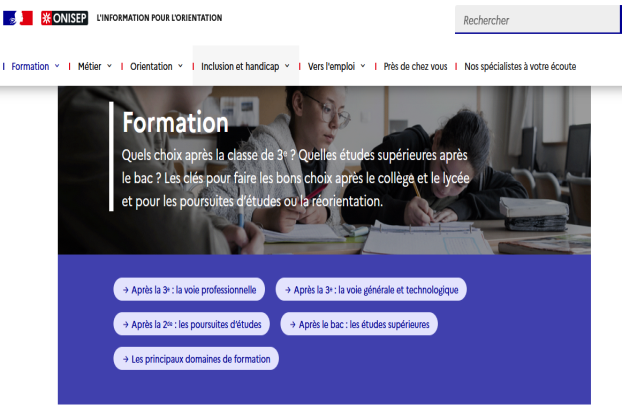 ONISEP L'INFORMATION POUR L'ORIENTATION
Rechercher
Formation | Métier | Orientation | Inclusion et handicap | Vers l'emploi | Près de chez vous | Nos spécialistes à votre écoute
Formation
Quels choix après la classe de 3e ? Quelles études supérieures après
le bac ? Les clés pour faire les bons choix après le collège et le lycée
et pour les poursuites d'études ou la réorientation.
→ Après la 3e : la voie professionnelle
→ Après la 3e : la voie générale et technologique
→ Après la 2de : les poursuites d'études
→ Après le bac : les études supérieures
→ Les principaux domaines de formation